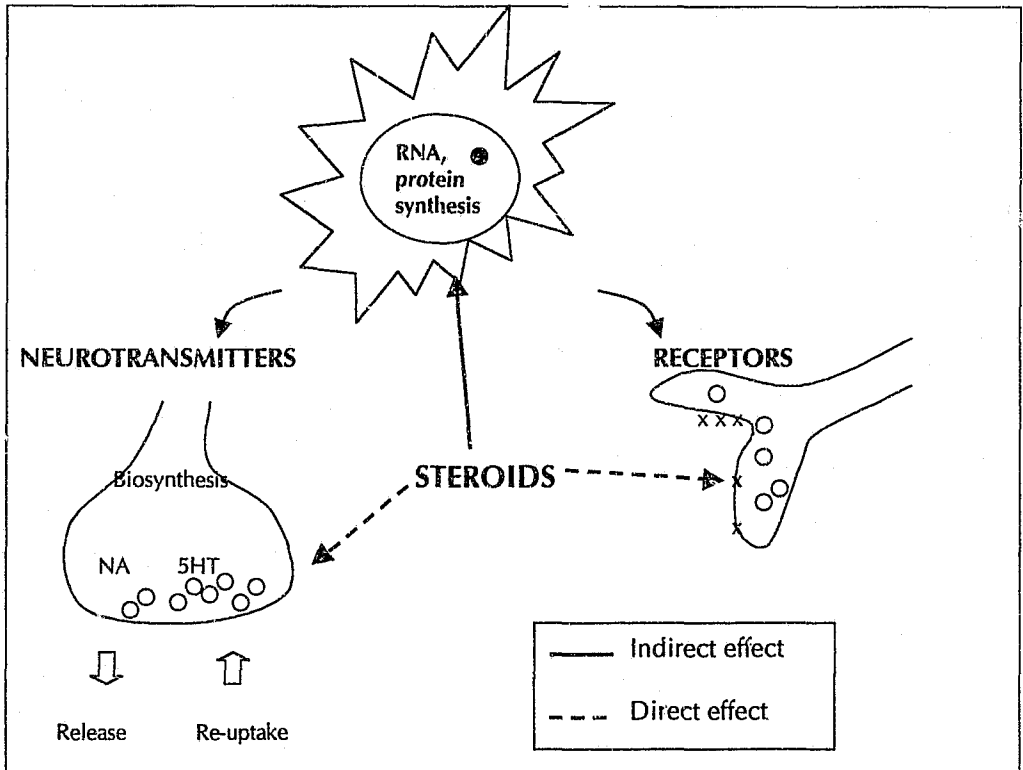 RNA,
protein
synthesis
NEUROTRANSMITTERS
RECEPTORS
x x x
Biosynthesis
STEROIDS
x
x
NA 5HT
Indirect effect
Direct effect
Release Re-uptake